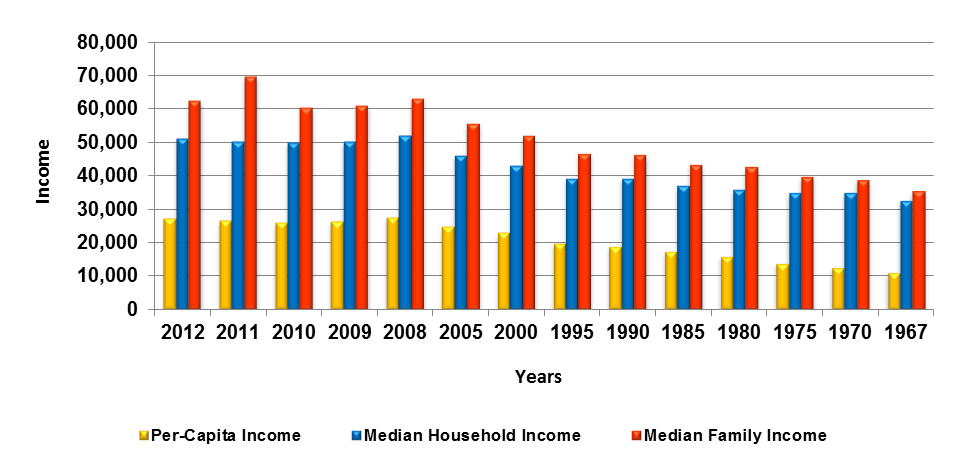 80,000
70,000
60,000
50,000
40,000
30,000
20,000
10,000
0
Income
2012 2011 2010 2009 2008 2005 2000 1995 1990 1985 1980 1975 1970 1967
Years
Per-Capita Income Median Household Income Median Family Income